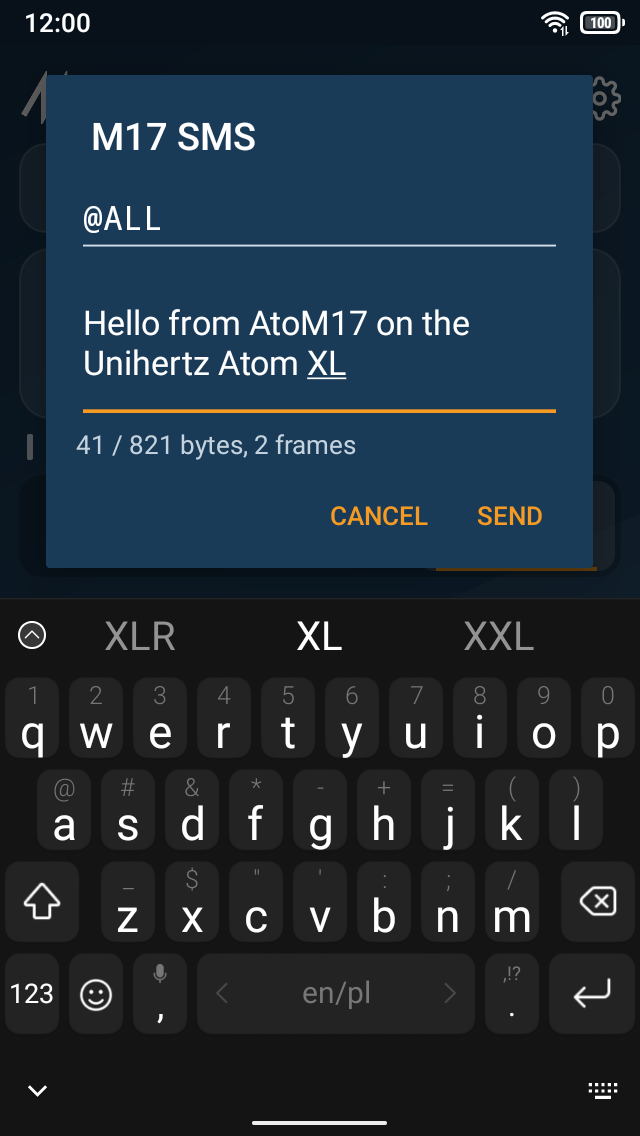 12:00
100
M17 SMS
@ALL
Hello from AtoM17 on the
Unihertz Atom XL
41 / 821 bytes, 2 frames
CANCEL SEND
XLR XL XXL
1 2 3 4 5 6 7 8 9 0
q w e r t y u i o p
@ # & * - + = ( )
a s d f g h j k l
_ $ " ' : ; /
z x c v b n m
,!?
123 , en/pl .